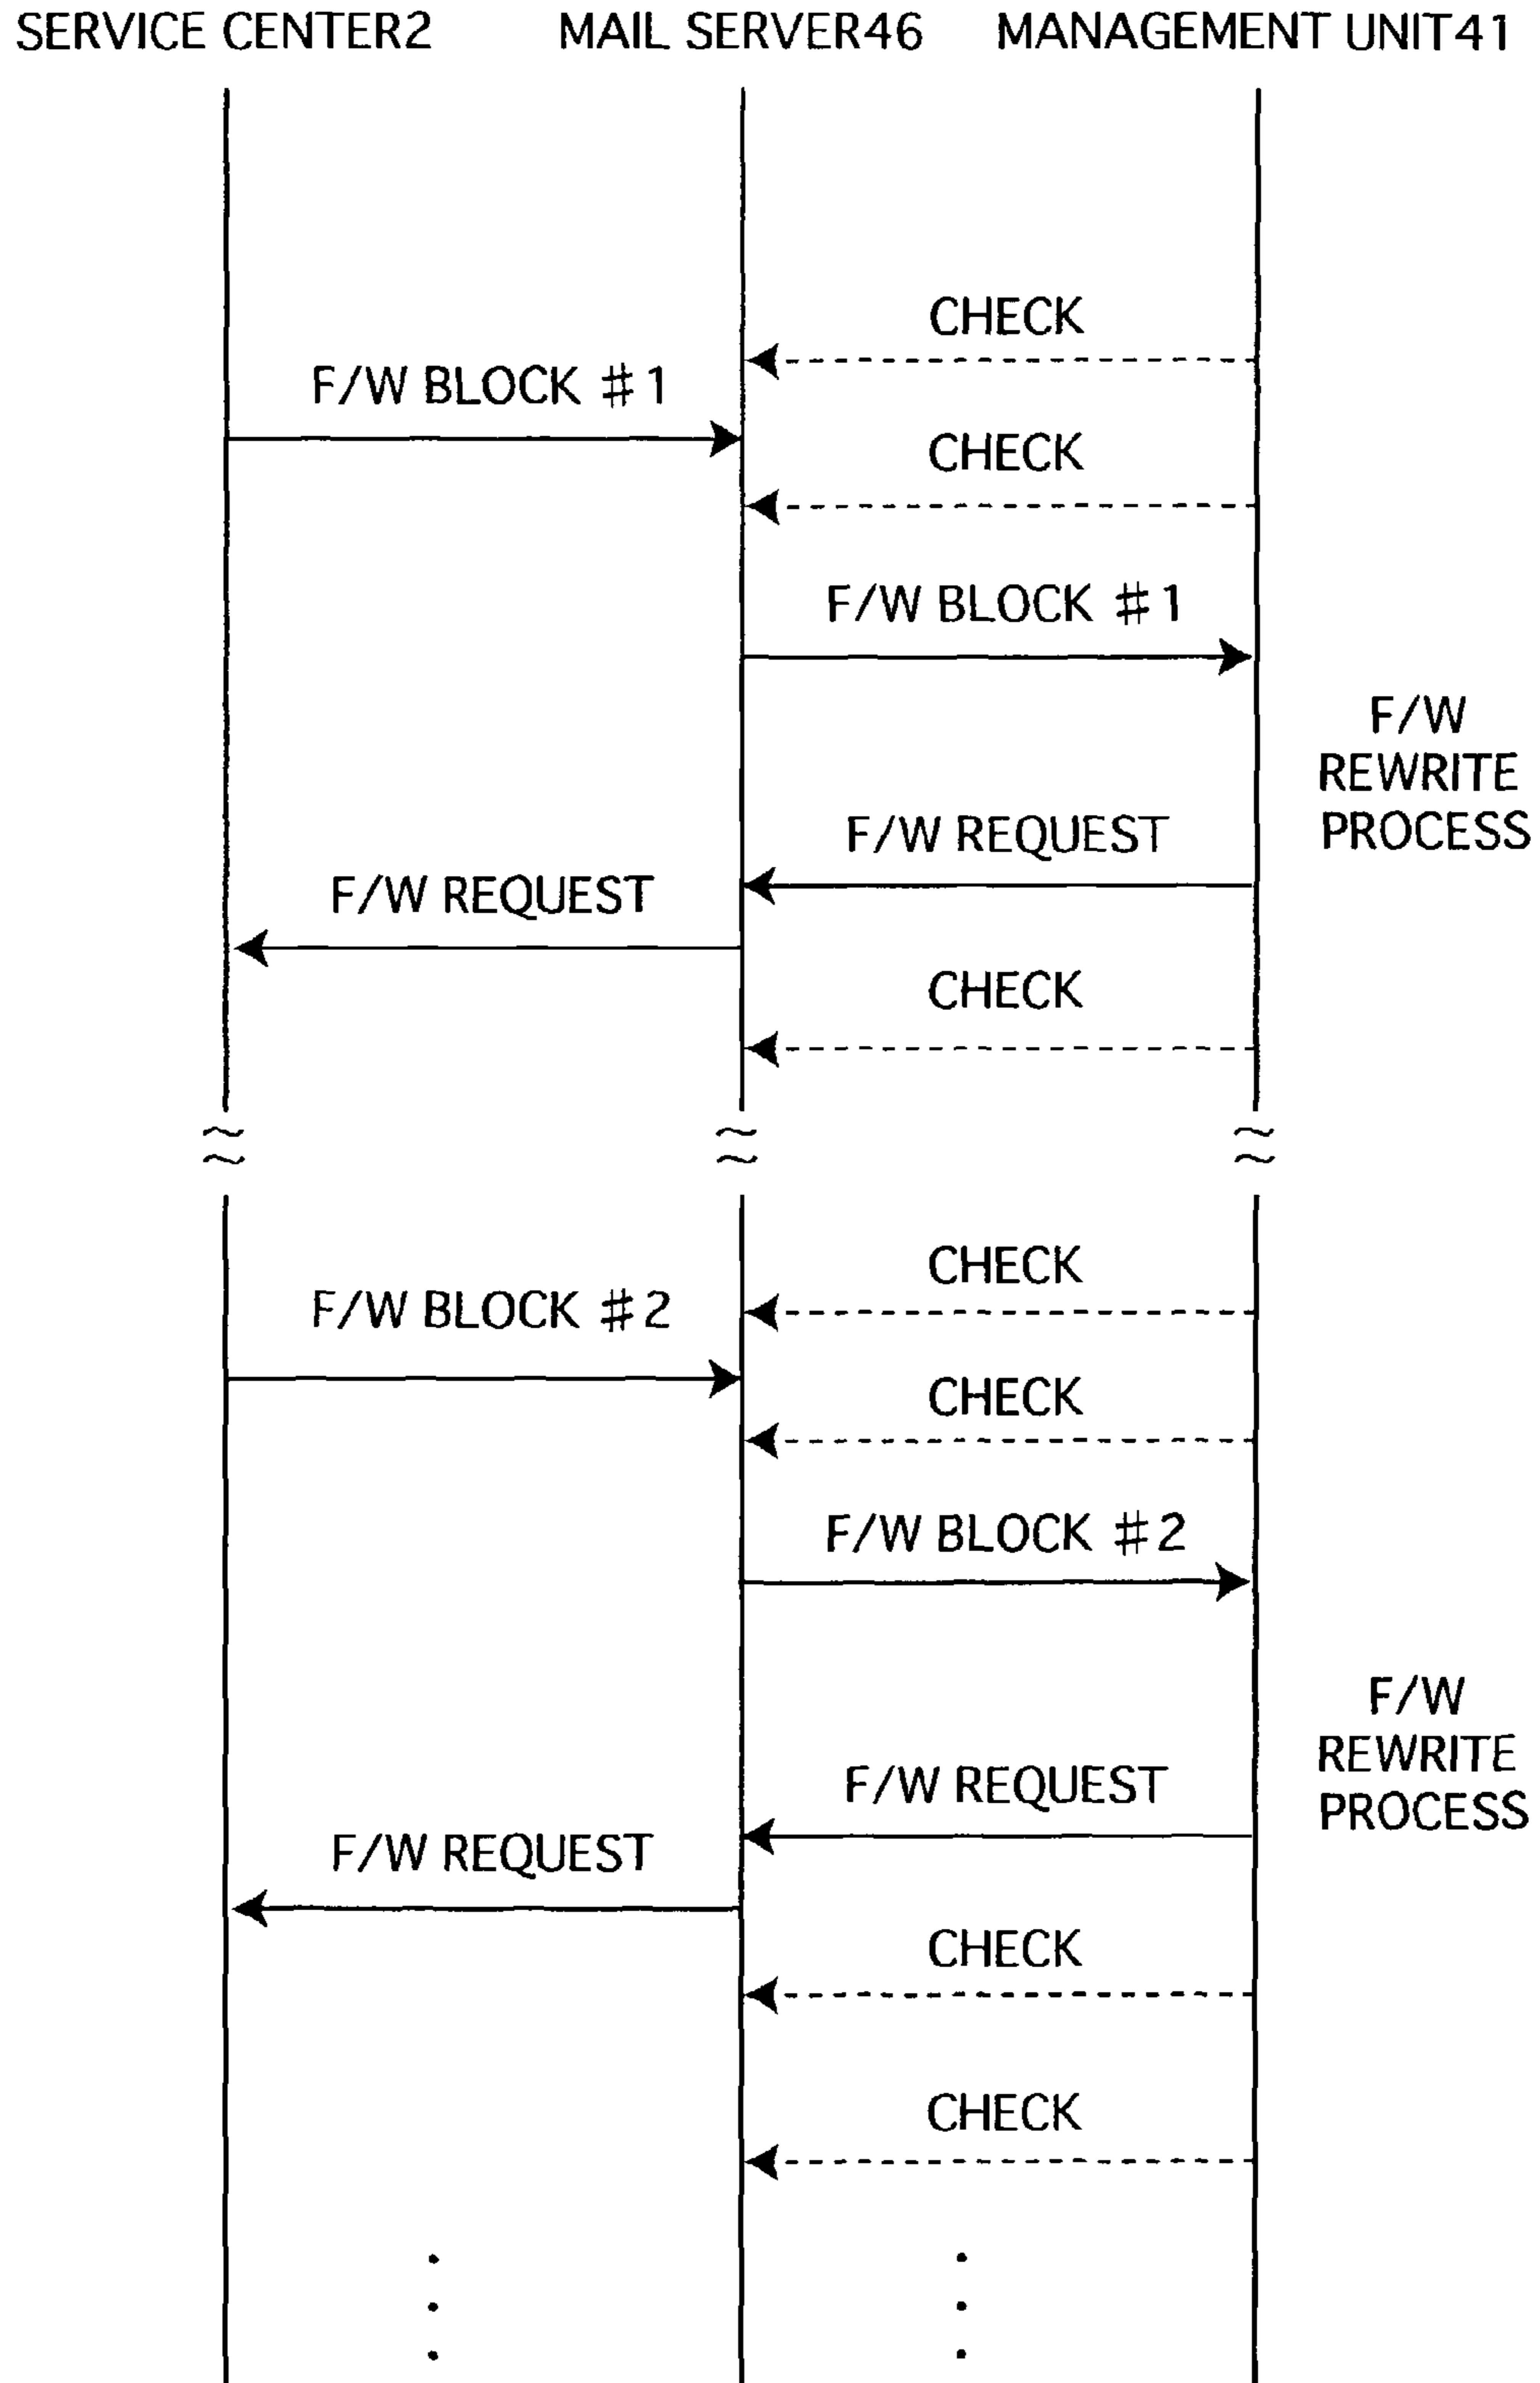 SERVICE CENTER2 MAIL SERVER46 MANAGEMENT UNIT41
CHECK
F/W BLOCK #1
CHECK
F/W BLOCK #1
F/W
REWRITE
PROCESS
F/W REQUEST
F/W REQUEST
CHECK
CHECK
F/W BLOCK #2
CHECK
F/W BLOCK #2
F/W
REWRITE
PROCESS
F/W REQUEST
F/W REQUEST
CHECK
CHECK